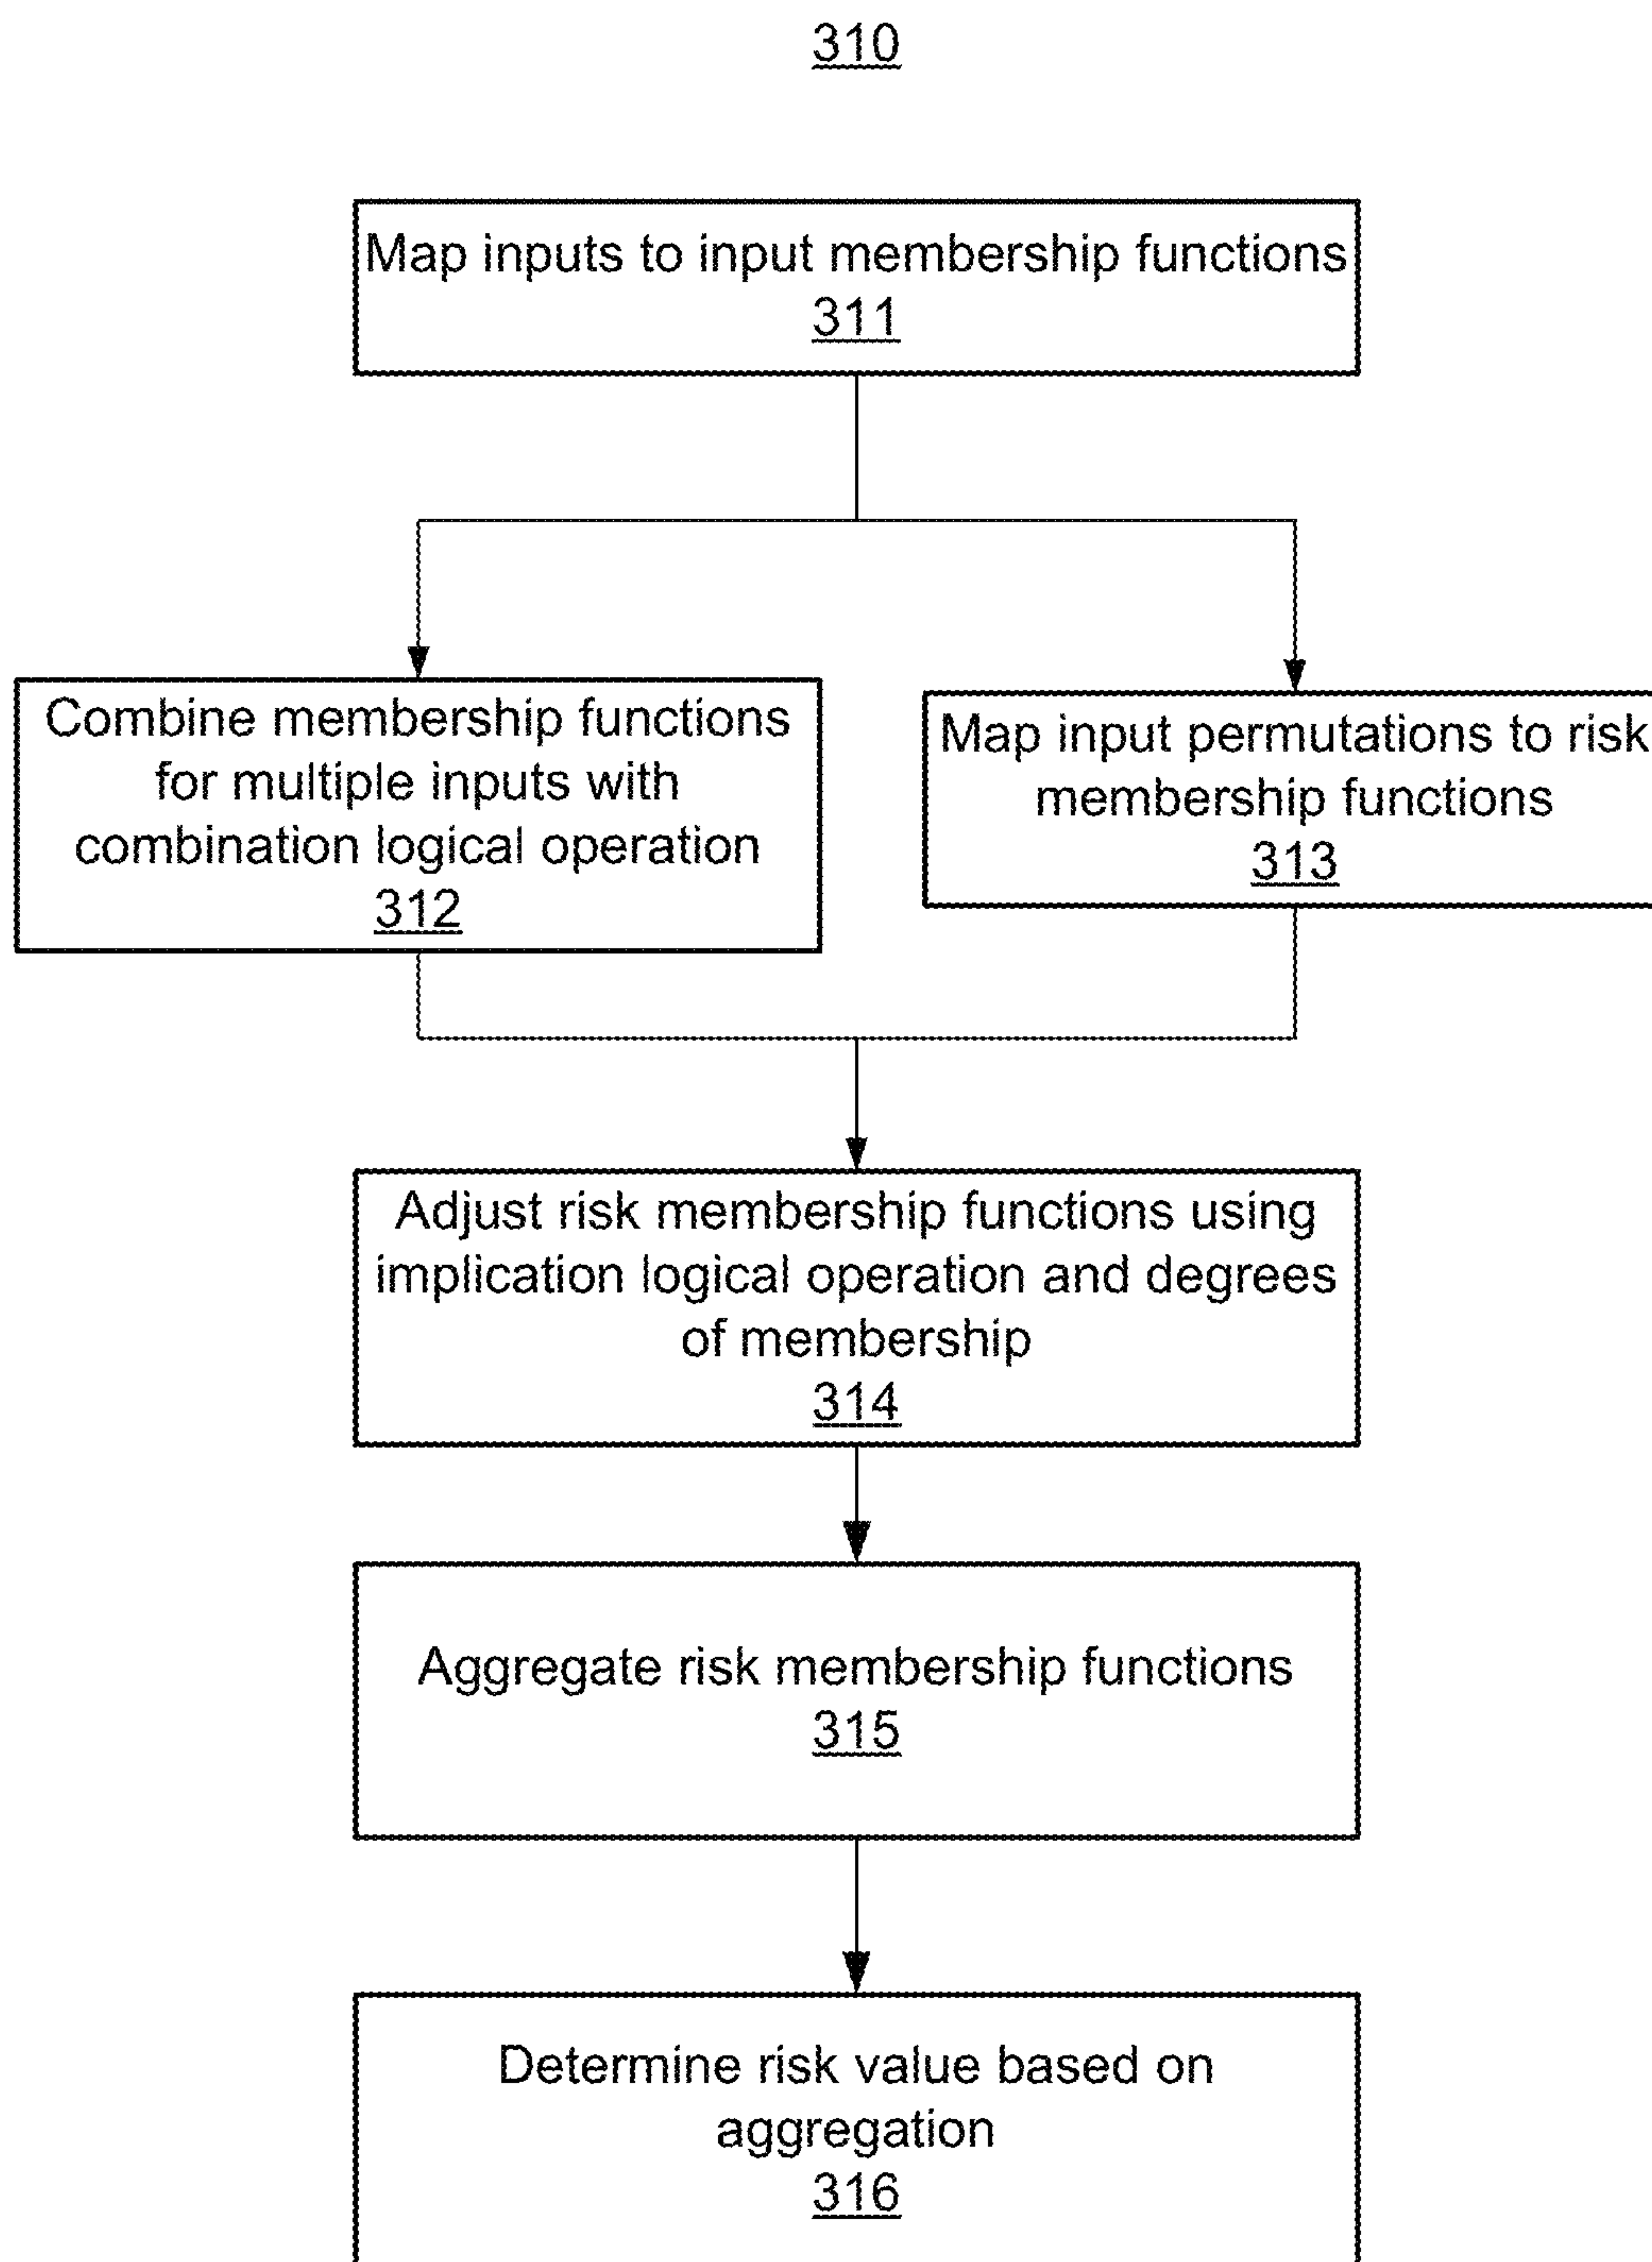 310
Map inputs to input membership functions
311
Combine membership functions
for multiple inputs with
combination logical operation
312
Map input permutations to risk
membership functions
313
Adjust risk membership functions using
implication logical operation and degrees
of membership
314
Aggregate risk membership functions
315
Determine risk value based on
aggregation
316